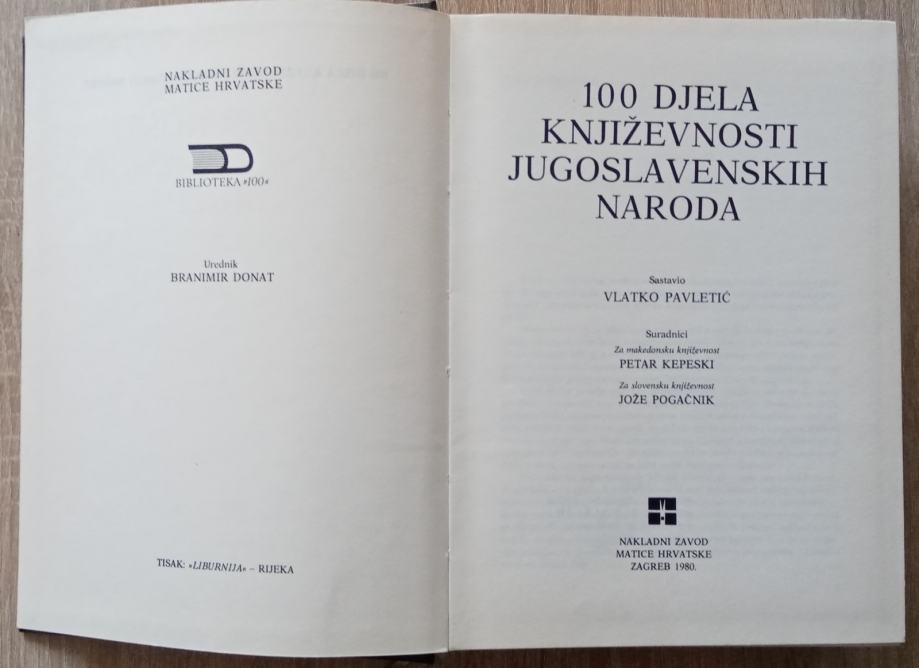 NAKLADNI ZAVOD
MATICE HRVATSKE
BIBLIOTEKA »100«
Urednik
BRANIMIR DONAT
TISAK: »LIBURNIJA« – RIJEKA
100 DJELA
KNJIŽEVNOSTI
JUGOSLAVENSKIH
NARODA
Sastavio
VLATKO PAVLETIĆ
Suradnici
Za makedonsku književnost
PETAR KEPESKI
Za slovensku književnost
JOŽE POGAČNIK
NAKLADNI ZAVOD
MATICE HRVATSKE
ZAGREB 1980.